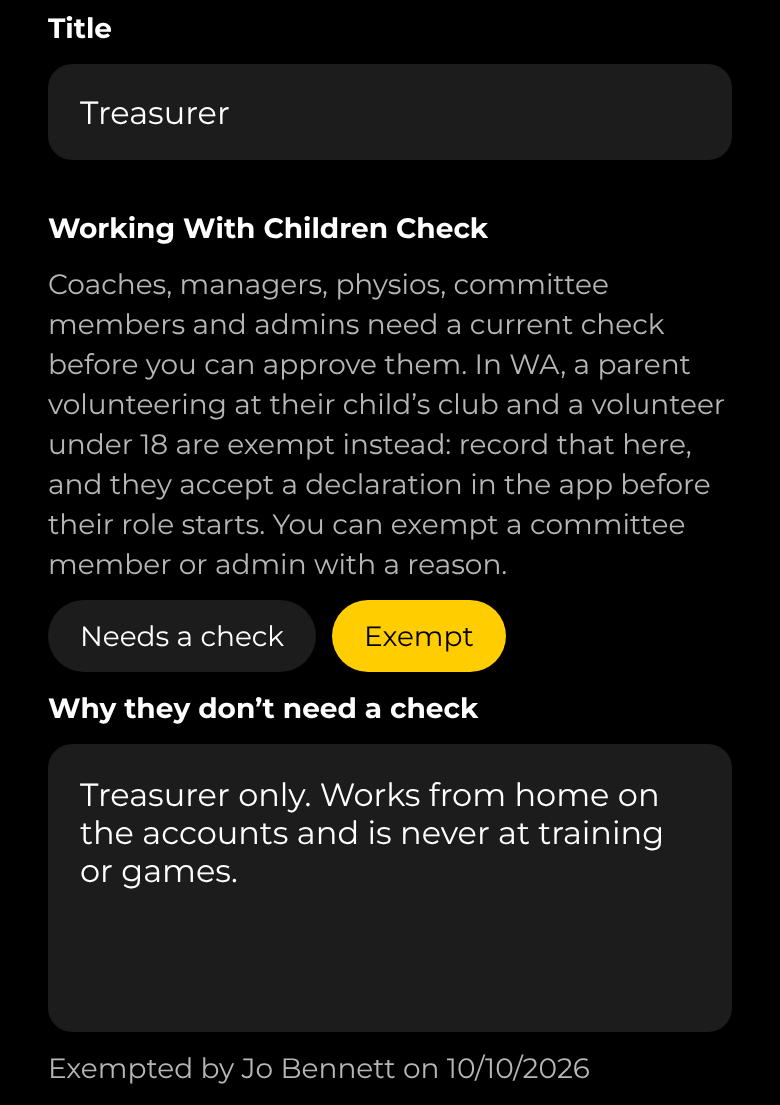 Title
Treasurer
Working With Children Check
Coaches, managers, physios, committee
members and admins need a current check
before you can approve them. In WA, a parent
volunteering at their child’s club and a volunteer
under 18 are exempt instead: record that here,
and they accept a declaration in the app before
their role starts. You can exempt a committee
member or admin with a reason.
Needs a check
Exempt
Why they don’t need a check
Treasurer only. Works from home on
the accounts and is never at training
or games.
Exempted by Jo Bennett on 10/10/2026